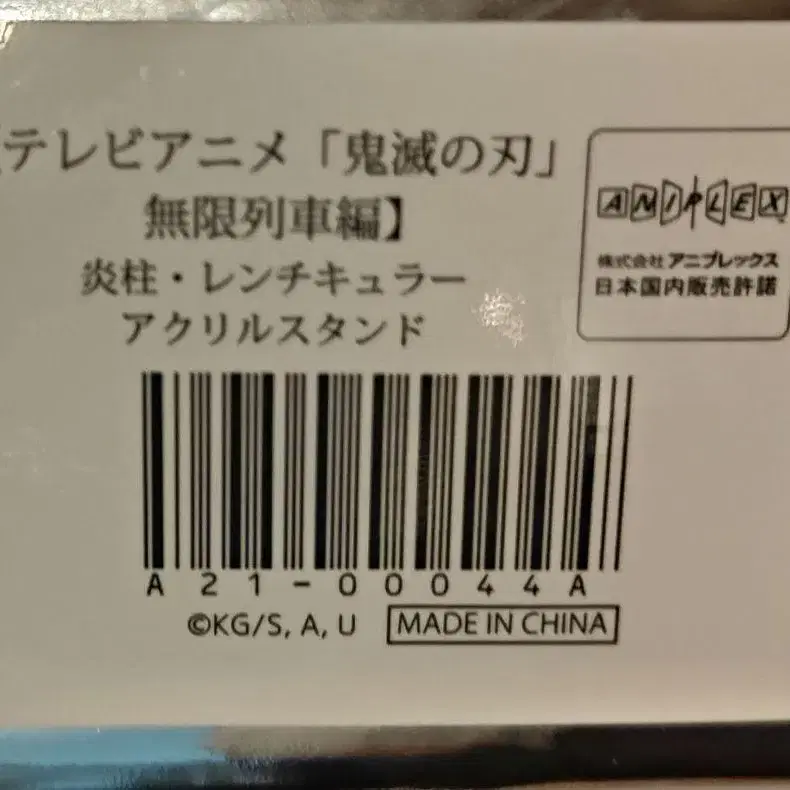 【テレビアニメ「鬼滅の刃」
無限列車編】
炎柱・レンチキュラー
アクリルスタンド
ANIPLEX
株式会社アニプレックス
日本国内販売許諾
A21-00044A
©KG/S, A, U
MADE IN CHINA